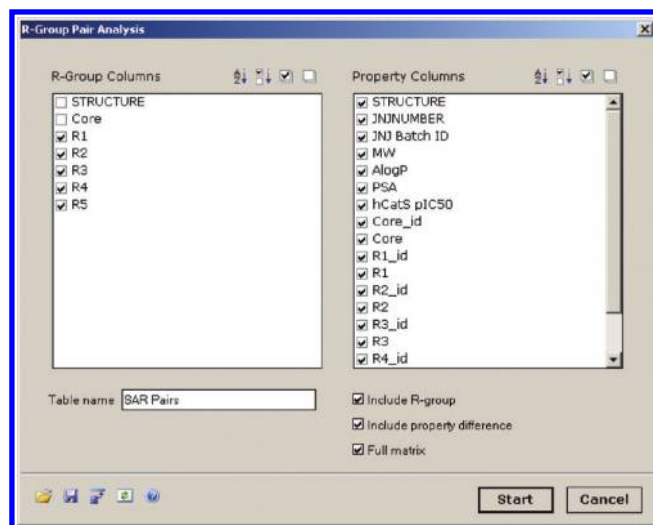 R-Group Pair Analysis
R-Group Columns
STRUCTURE
Core
R1
R2
R3
R4
R5
Table name SAR Pairs
Property Columns
STRUCTURE
JNJNUMBER
JNJ Batch ID
MW
AlogP
PSA
hCatS pIC50
Core_id
Core
R1_id
R1
R2_id
R2
R3_id
R3
R4_id
Include R-group
Include property difference
Full matrix
Start Cancel